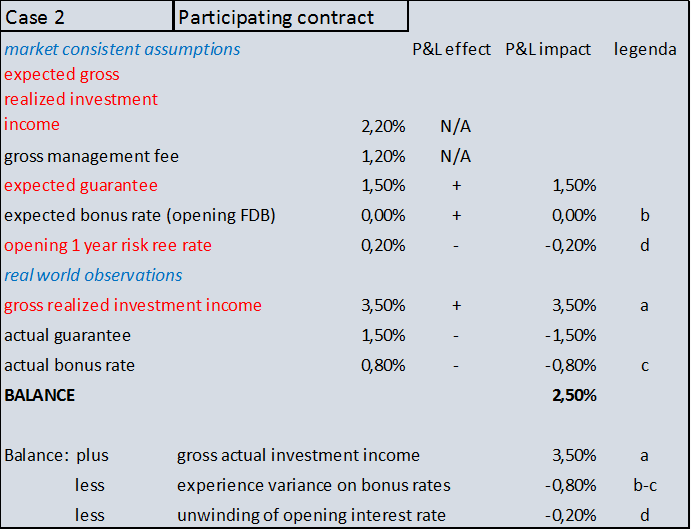 Case 2 Participating contract
market consistent assumptions P&L effect P&L impact legenda
expected gross
realized investment
income 2,20% N/A
gross management fee 1,20% N/A
expected guarantee 1,50% + 1,50%
expected bonus rate (opening FDB) 0,00% + 0,00% b
opening 1 year risk ree rate 0,20% - -0,20% d
real world observations
gross realized investment income 3,50% + 3,50% a
actual guarantee 1,50% - -1,50%
actual bonus rate 0,80% - -0,80% c
BALANCE 2,50%
Balance: plus gross actual investment income 3,50% a
less experience variance on bonus rates -0,80% b-c
less unwinding of opening interest rate -0,20% d